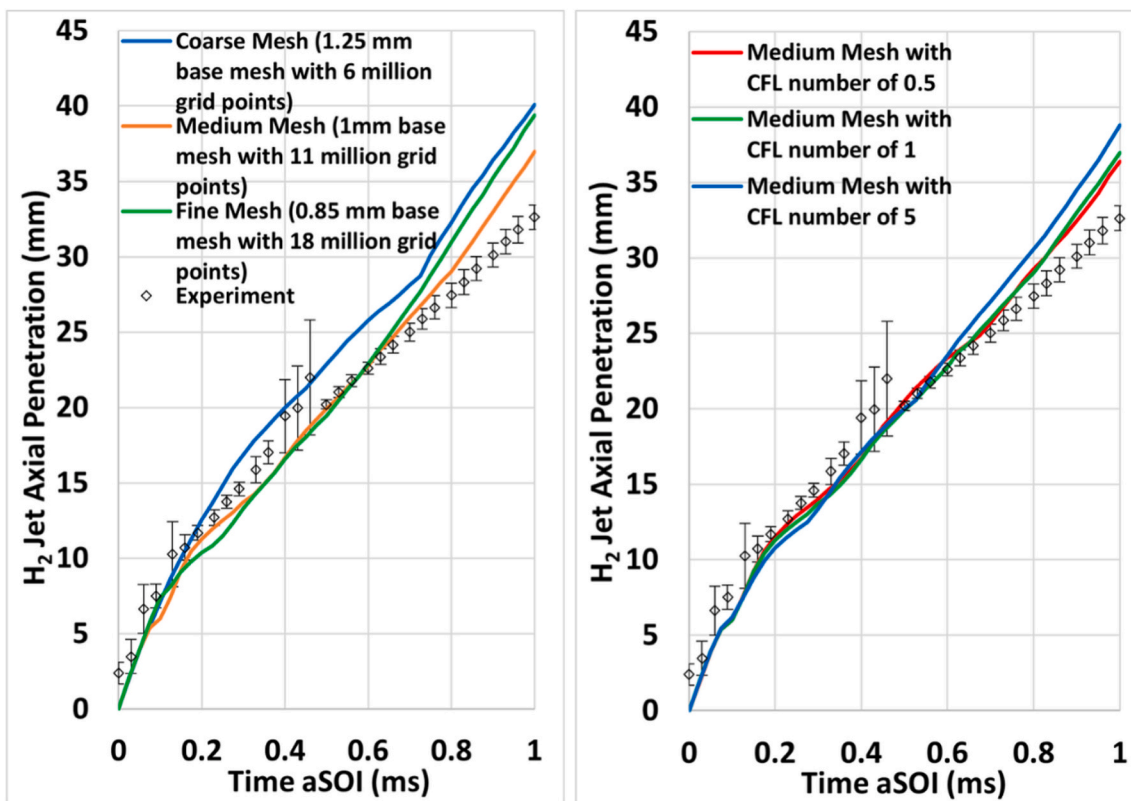 45
40
35
30
25
20
15
10
5
0
H₂ Jet Axial Penetration (mm)
Coarse Mesh (1.25 mm
base mesh with 6 million
grid points)
Medium Mesh (1mm base
mesh with 11 million grid
points)
Fine Mesh (0.85 mm base
mesh with 18 million grid
points)
Experiment
0 0.2 0.4 0.6 0.8 1
Time aSOI (ms)
45
40
35
30
25
20
15
10
5
0
H₂ Jet Axial Penetration (mm)
Medium Mesh with
CFL number of 0.5
Medium Mesh with
CFL number of 1
Medium Mesh with
CFL number of 5
0 0.2 0.4 0.6 0.8 1
Time aSOI (ms)